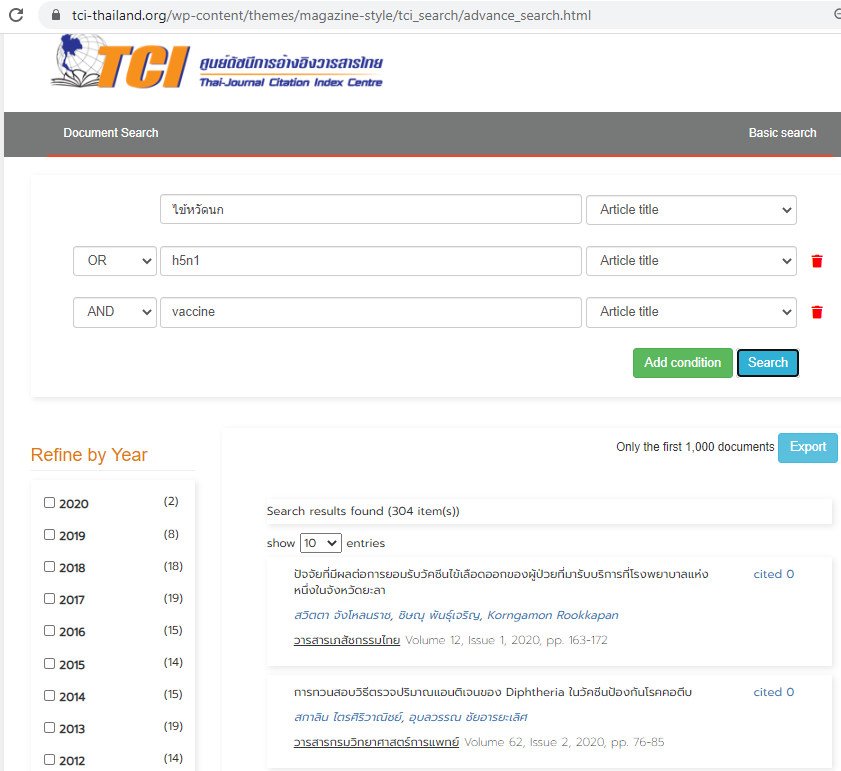 tci-thailand.org/wp-content/themes/magazine-style/tci_search/advance_search.html
TCI ศูนย์ดัชนีการอ้างอิงวารสารไทย
Thai-Journal Citation Index Centre
Document Search Basic search
ไข้หวัดนก Article title
OR h5n1 Article title
AND vaccine Article title
Add condition Search
Only the first 1,000 documents Export
Refine by Year
2020 (2)
2019 (8)
2018 (18)
2017 (19)
2016 (15)
2015 (14)
2014 (15)
2013 (19)
2012 (14)
Search results found (304 item(s))
show 10 entries
ปัจจัยที่มีผลต่อการยอมรับวัคซีนไข้เลือดออกของผู้ป่วยที่มารับบริการที่โรงพยาบาลแห่ง cited 0
หนึ่งในจังหวัดยะลา
สวิตตา จังโหลนราช, ชิษณุ พันธุ์เจริญ, Korngamon Rookkapan
วารสารเภสัชกรรมไทย Volume 12, Issue 1, 2020, pp. 163-172
การทวนสอบวิธีตรวจปริมาณแอนติเจนของ Diphtheria ในวัคซีนป้องกันโรคคอตีบ cited 0
สกาลิน ไตรศิริวาณิชย์, อุบลวรรณ ชัยอารยะเลิศ
วารสารกรมวิทยาศาสตร์การแพทย์ Volume 62, Issue 2, 2020, pp. 76-85